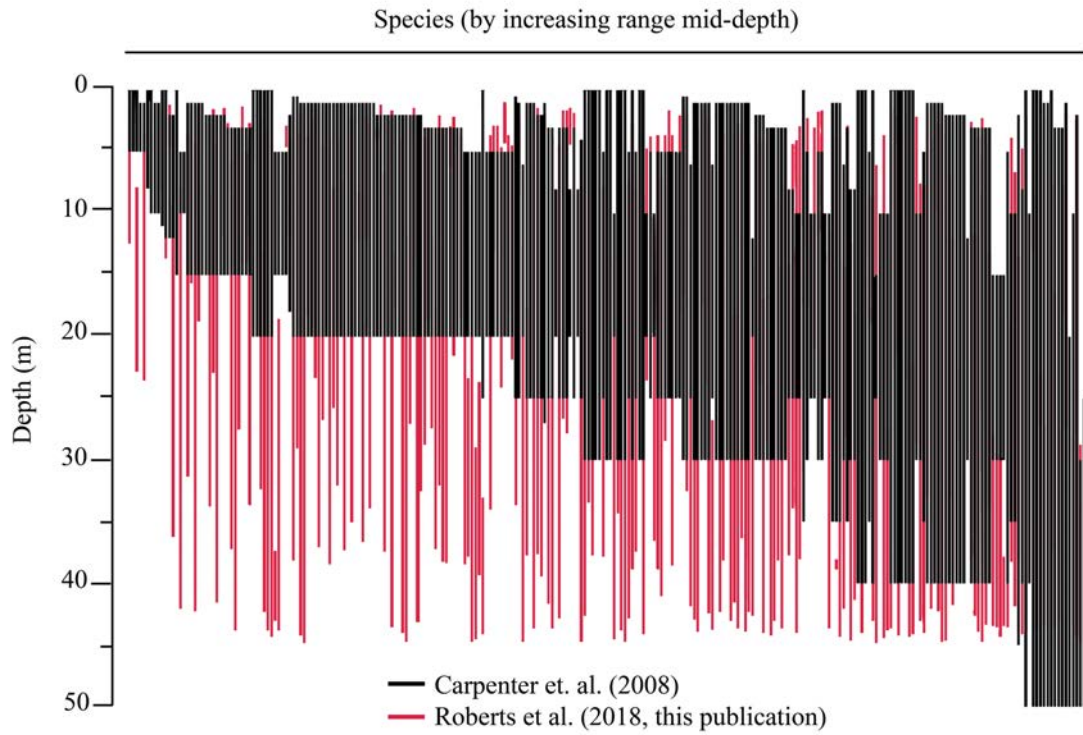 Species (by increasing range mid-depth)
0
10
20
30
40
50
Depth (m)
Carpenter et. al. (2008)
Roberts et al. (2018, this publication)